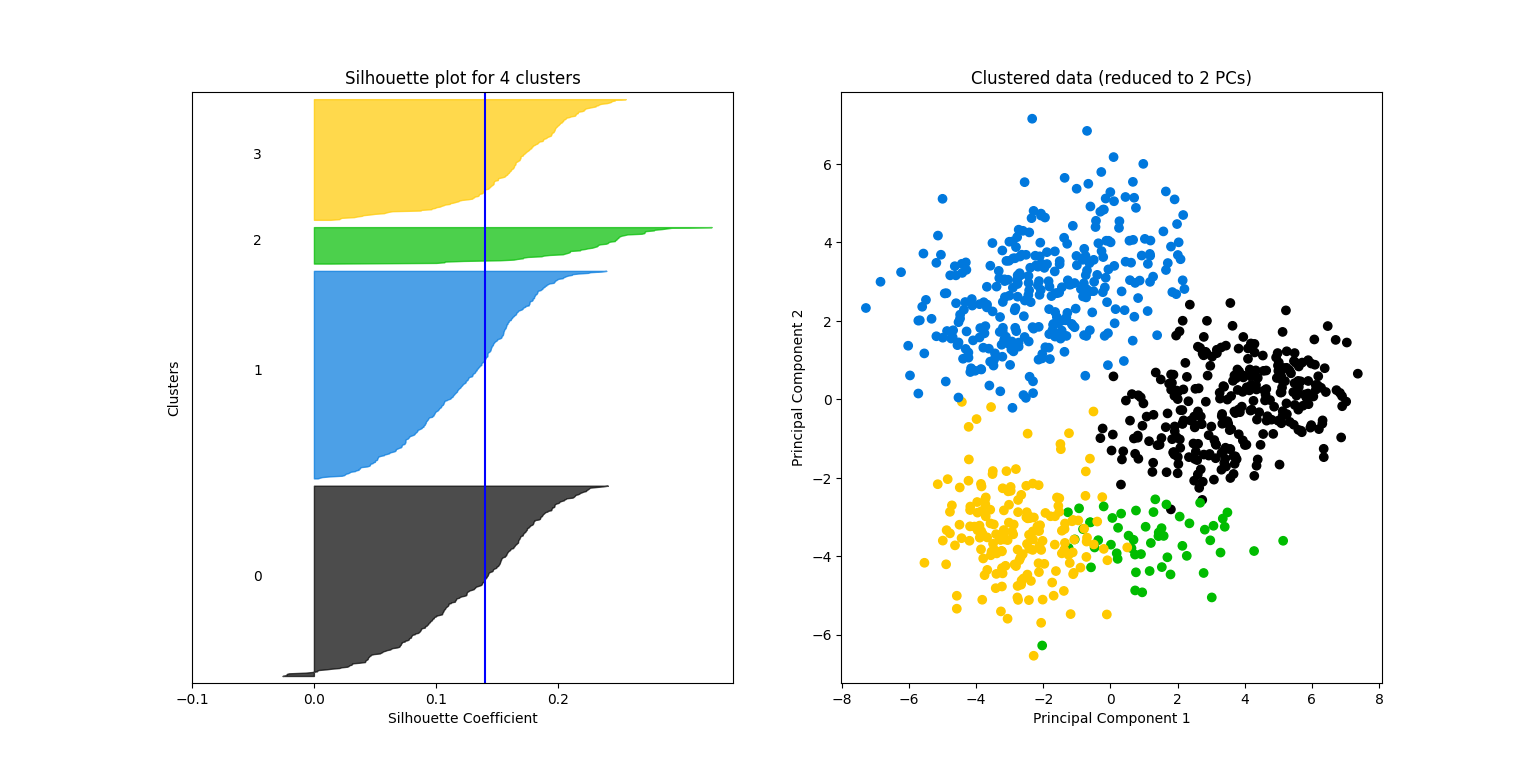 Silhouette plot for 4 clusters
3
2
1
0
Clusters
−0.1 0.0 0.1 0.2
Silhouette Coefficient
Clustered data (reduced to 2 PCs)
6
4
2
0
−2
−4
−6
Principal Component 2
−8 −6 −4 −2 0 2 4 6 8
Principal Component 1